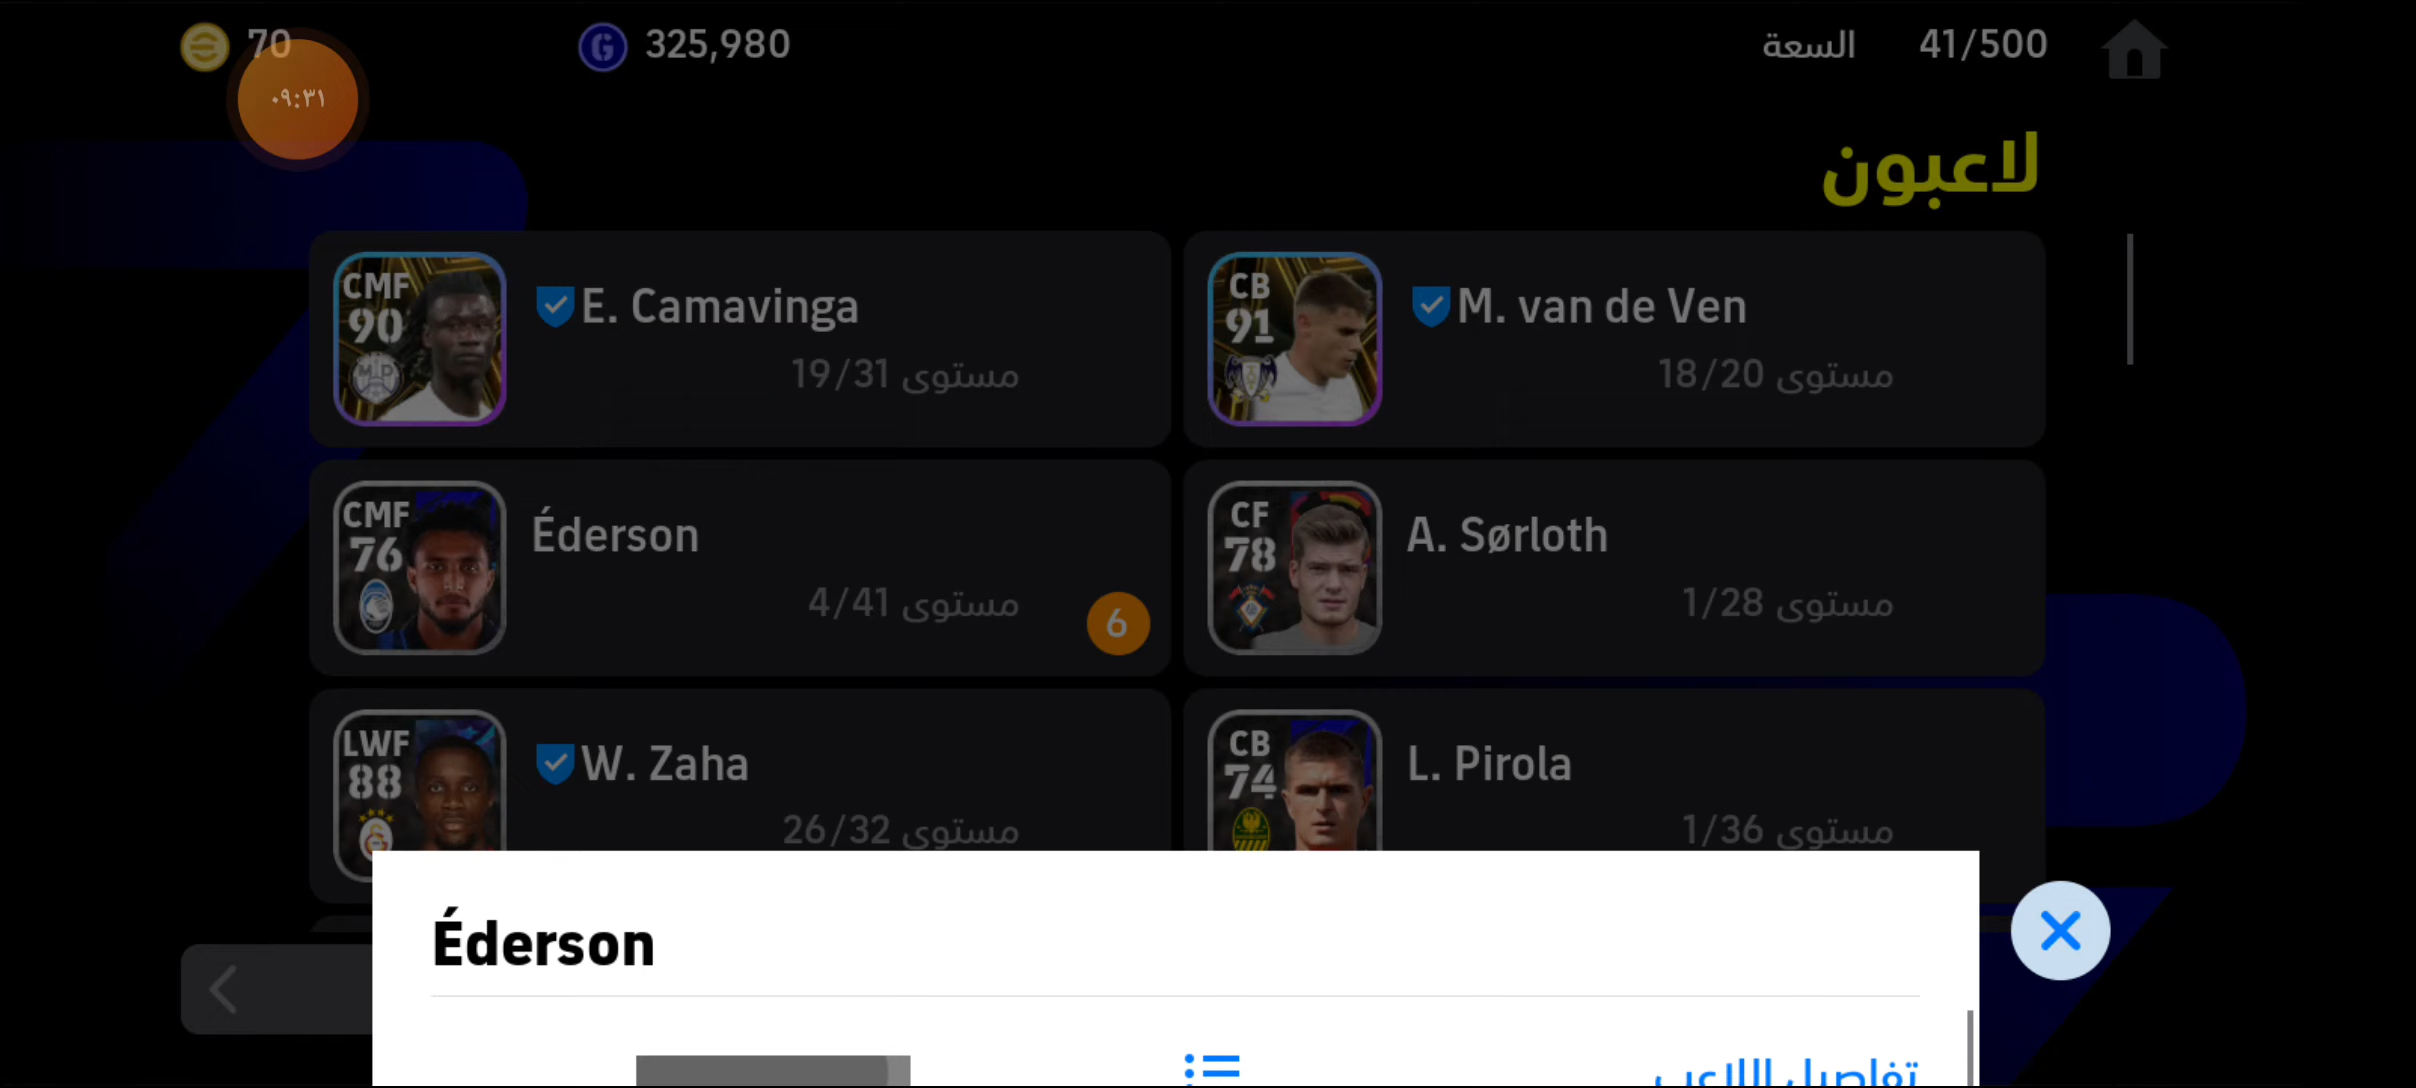 70
325,980
السعة
41/500
٠٩:٣١
لاعبون
CMF
90
E. Camavinga
مستوى 19/31
CB
91
M. van de Ven
مستوى 18/20
CMF
76
Éderson
مستوى 4/41
6
CF
78
A. Sørloth
مستوى 1/28
LWF
88
W. Zaha
مستوى 26/32
CB
74
L. Pirola
مستوى 1/36
Éderson
تفاصيل اللاعب